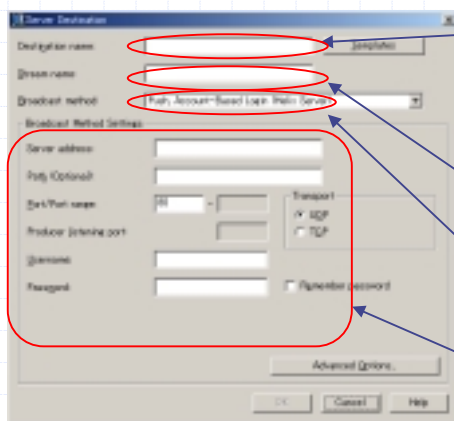 Server Destination
Destination name:
Templates
Stream name:
Broadcast method:
Push, Account-Based Login (Helix Server)
Broadcast Method Settings
Server address:
Path (Optional):
Port/Port range:
80
-
Transport
UDP
TCP
Producer listening port:
Username:
Password:
Remember password
Advanced Options...
OK
Cancel
Help